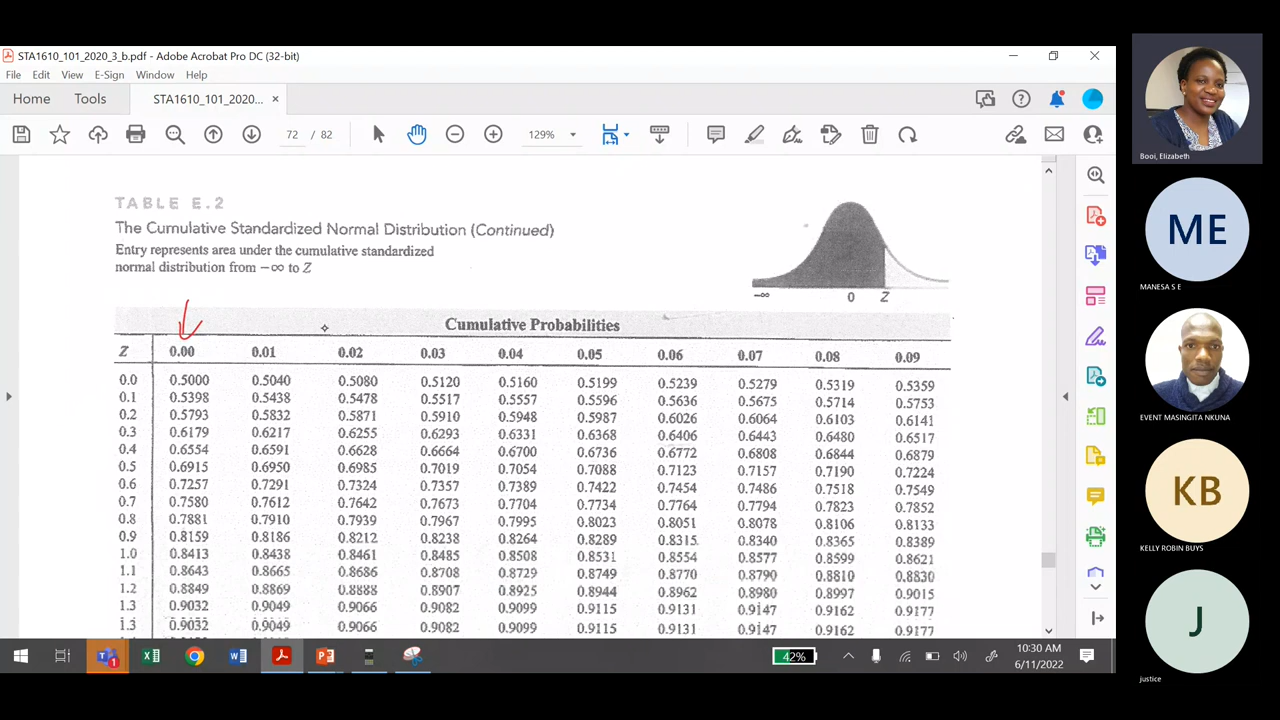 STA1610_101_2020_3_b.pdf - Adobe Acrobat Pro DC (32-bit)
File Edit View E-Sign Window Help
Home Tools STA1610_101_2020... ×
72 / 82 129%
TABLE E.2
The Cumulative Standardized Normal Distribution (Continued)
Entry represents area under the cumulative standardized
normal distribution from −∞ to Z
−∞ 0 Z
Cumulative Probabilities
Z 0.00 0.01 0.02 0.03 0.04 0.05 0.06 0.07 0.08 0.09
0.0 0.5000 0.5040 0.5080 0.5120 0.5160 0.5199 0.5239 0.5279 0.5319 0.5359
0.1 0.5398 0.5438 0.5478 0.5517 0.5557 0.5596 0.5636 0.5675 0.5714 0.5753
0.2 0.5793 0.5832 0.5871 0.5910 0.5948 0.5987 0.6026 0.6064 0.6103 0.6141
0.3 0.6179 0.6217 0.6255 0.6293 0.6331 0.6368 0.6406 0.6443 0.6480 0.6517
0.4 0.6554 0.6591 0.6628 0.6664 0.6700 0.6736 0.6772 0.6808 0.6844 0.6879
0.5 0.6915 0.6950 0.6985 0.7019 0.7054 0.7088 0.7123 0.7157 0.7190 0.7224
0.6 0.7257 0.7291 0.7324 0.7357 0.7389 0.7422 0.7454 0.7486 0.7518 0.7549
0.7 0.7580 0.7612 0.7642 0.7673 0.7704 0.7734 0.7764 0.7794 0.7823 0.7852
0.8 0.7881 0.7910 0.7939 0.7967 0.7995 0.8023 0.8051 0.8078 0.8106 0.8133
0.9 0.8159 0.8186 0.8212 0.8238 0.8264 0.8289 0.8315 0.8340 0.8365 0.8389
1.0 0.8413 0.8438 0.8461 0.8485 0.8508 0.8531 0.8554 0.8577 0.8599 0.8621
1.1 0.8643 0.8665 0.8686 0.8708 0.8729 0.8749 0.8770 0.8790 0.8810 0.8830
1.2 0.8849 0.8869 0.8888 0.8907 0.8925 0.8944 0.8962 0.8980 0.8997 0.9015
1.3 0.9032 0.9049 0.9066 0.9082 0.9099 0.9115 0.9131 0.9147 0.9162 0.9177
1.3 0.9032 0.9049 0.9066 0.9082 0.9099 0.9115 0.9131 0.9147 0.9162 0.9177
42%
10:30 AM
6/11/2022
Booi, Elizabeth
ME
MANESA S E
EVENT MASINGITA NKUNA
KB
KELLY ROBIN BUYS
J
justice